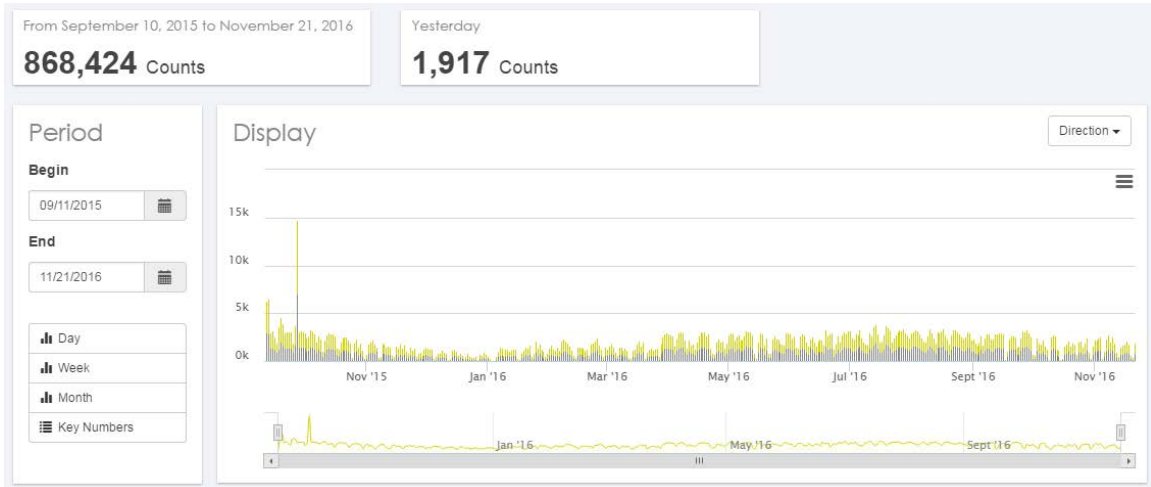 From September 10, 2015 to November 21, 2016
868,424 Counts
Yesterday
1,917 Counts
Period
Begin
09/11/2015
End
11/21/2016
Day
Week
Month
Key Numbers
Display
Direction
15k
10k
5k
0k
Nov '15 Jan '16 Mar '16 May '16 Jul '16 Sept '16 Nov '16
Jan '16 May '16 Sept '16